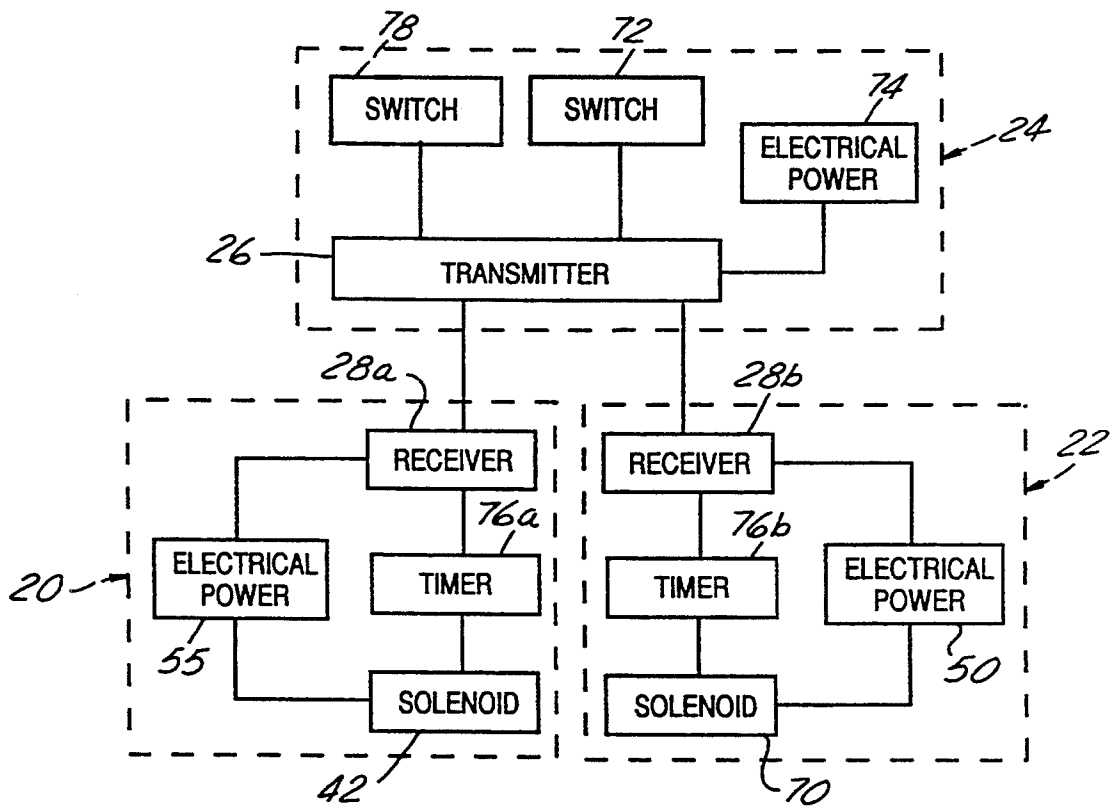 78
72
74
SWITCH
SWITCH
ELECTRICAL
POWER
24
26
TRANSMITTER
28a
28b
RECEIVER
RECEIVER
22
76a
76b
ELECTRICAL
POWER
TIMER
TIMER
ELECTRICAL
POWER
20
55
50
SOLENOID
SOLENOID
42
70